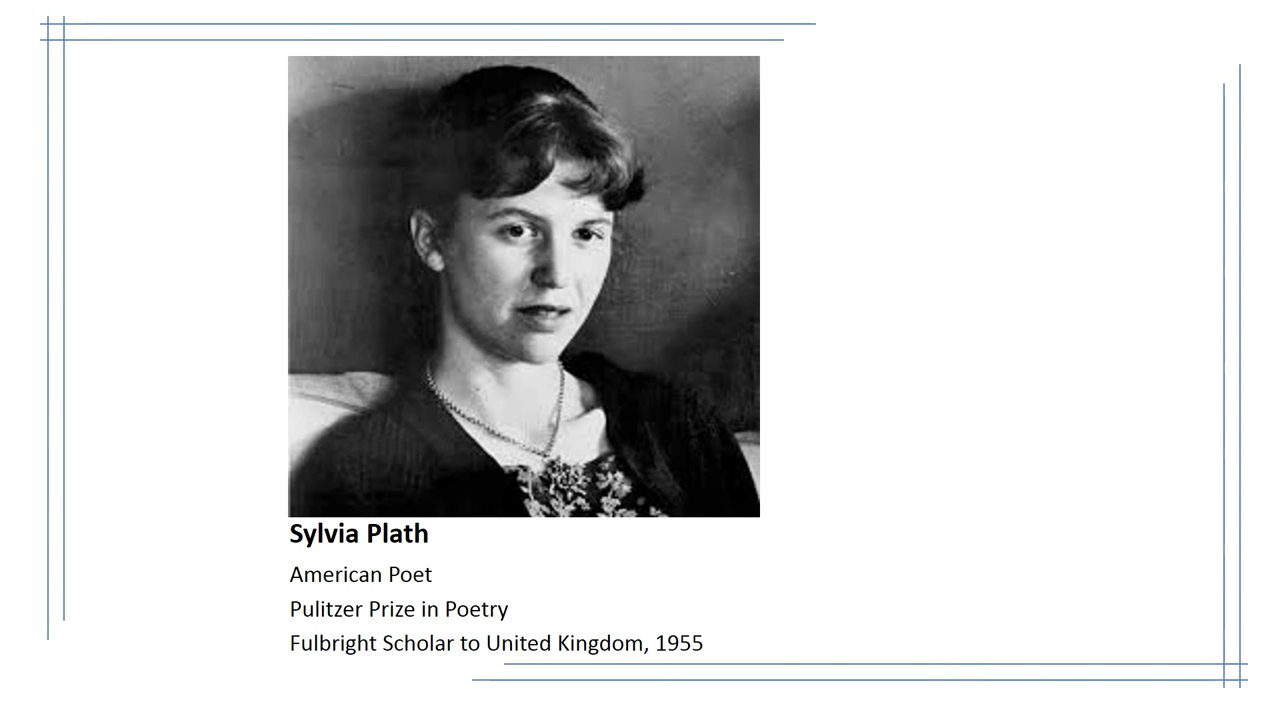 Sylvia Plath
American Poet
Pulitzer Prize in Poetry
Fulbright Scholar to United Kingdom, 1955